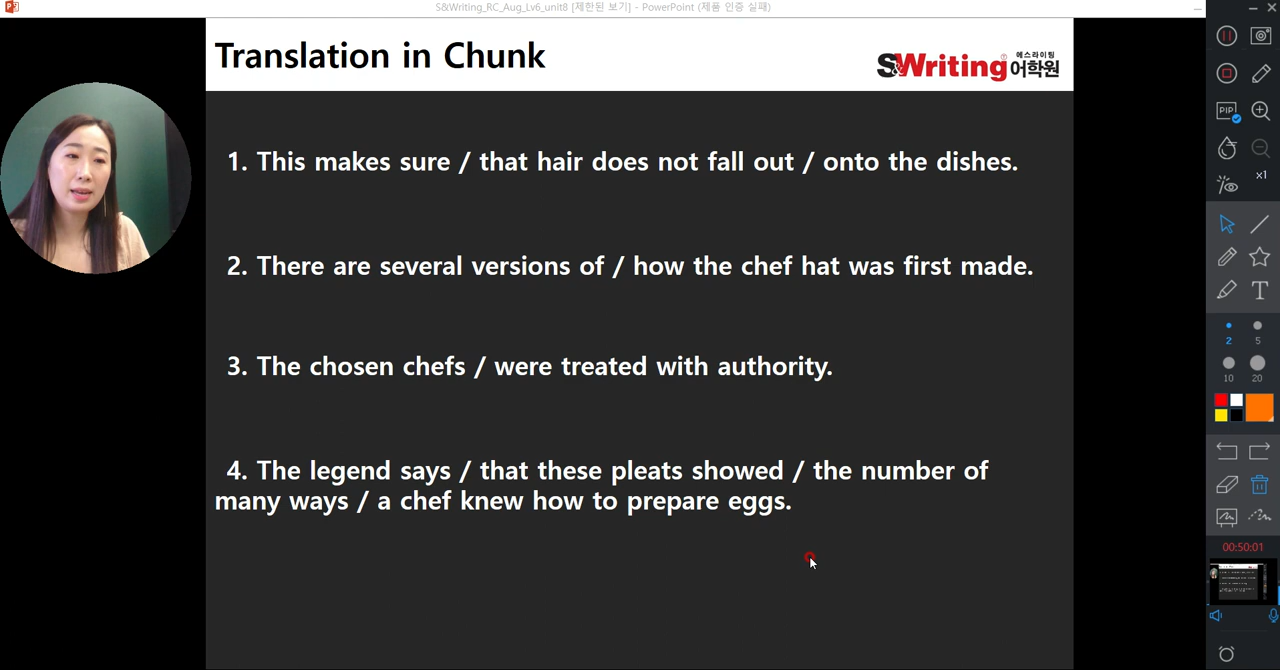 S&Writing_RC_Aug_Lv6_unit8 [제한된 보기] - PowerPoint (제품 인증 실패)
Translation in Chunk
S&Writing 에스라이팅 어학원
1. This makes sure / that hair does not fall out / onto the dishes.
2. There are several versions of / how the chef hat was first made.
3. The chosen chefs / were treated with authority.
4. The legend says / that these pleats showed / the number of
many ways / a chef knew how to prepare eggs.
PIP
x1
T
2 5
10 20
00:50:01